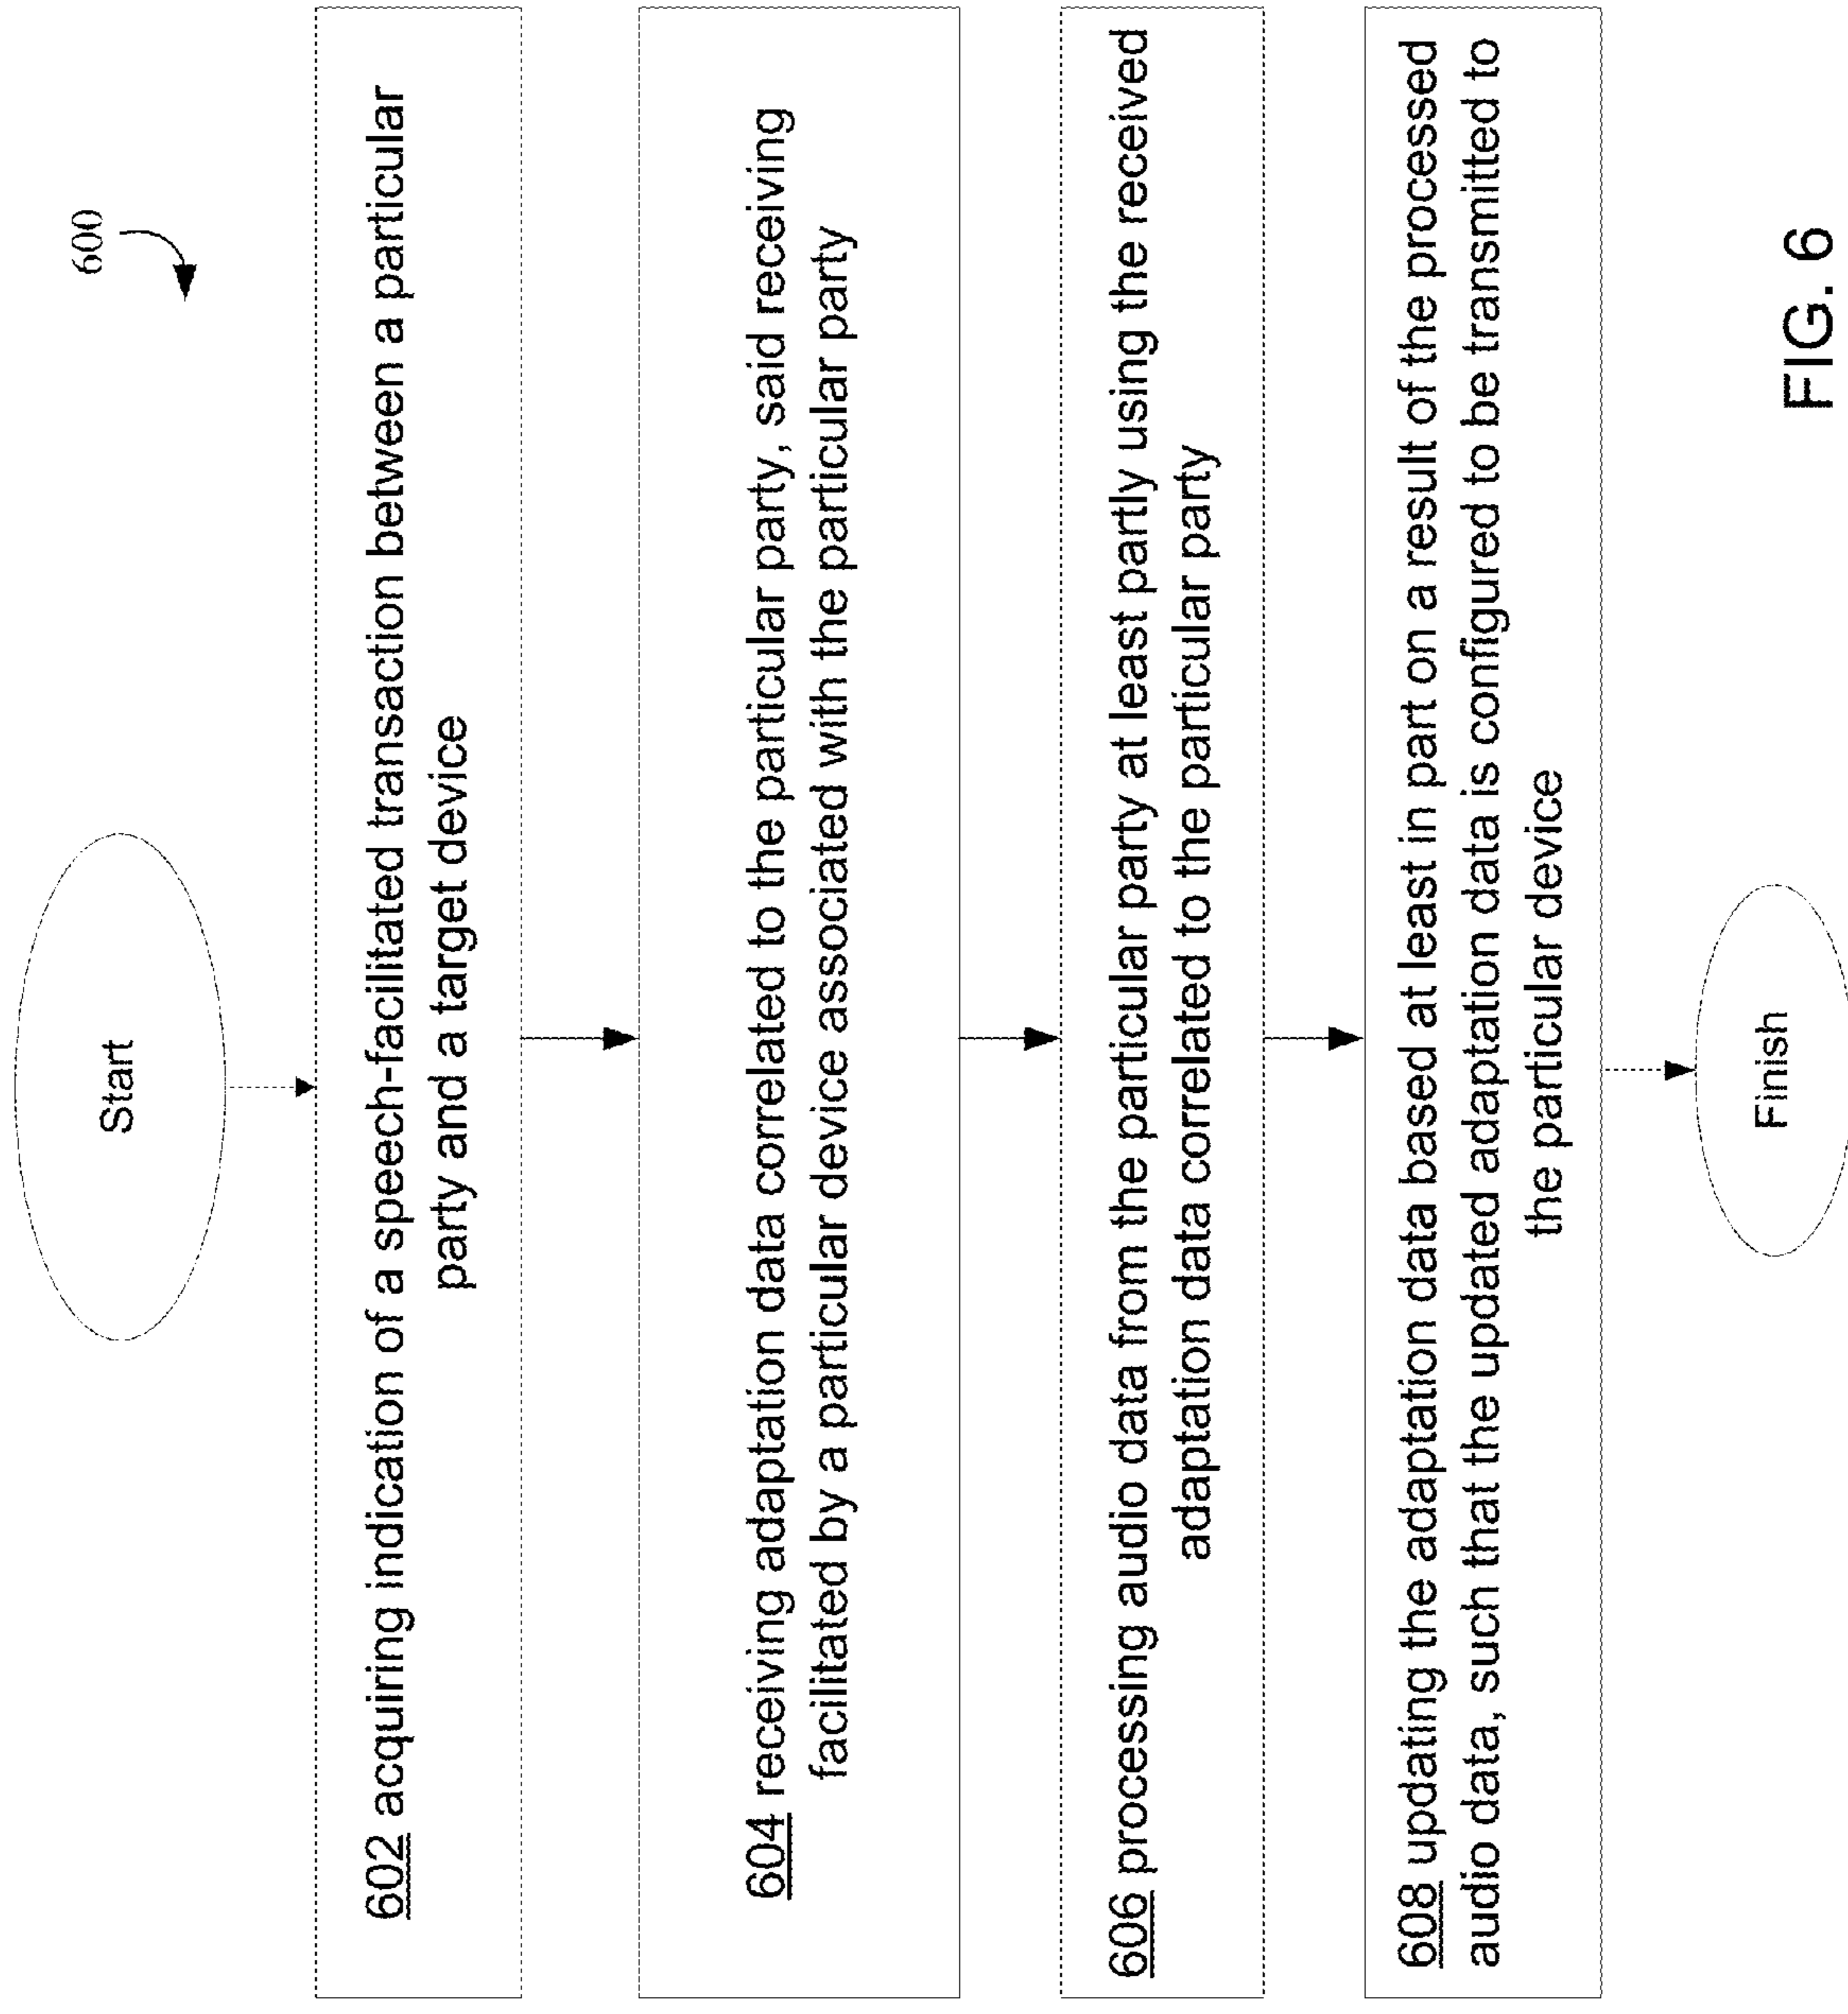 600
Start
602 acquiring indication of a speech-facilitated transaction between a particular
party and a target device
604 receiving adaptation data correlated to the particular party, said receiving
facilitated by a particular device associated with the particular party
606 processing audio data from the particular party at least partly using the received
adaptation data correlated to the particular party
608 updating the adaptation data based at least in part on a result of the processed
audio data, such that the updated adaptation data is configured to be transmitted to
the particular device
Finish
FIG. 6